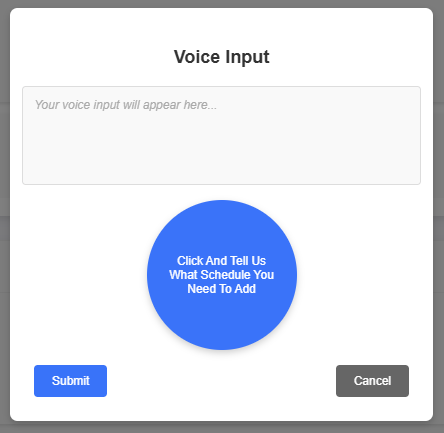 Voice Input
Your voice input will appear here...
Click And Tell Us
What Schedule You
Need To Add
Submit
Cancel